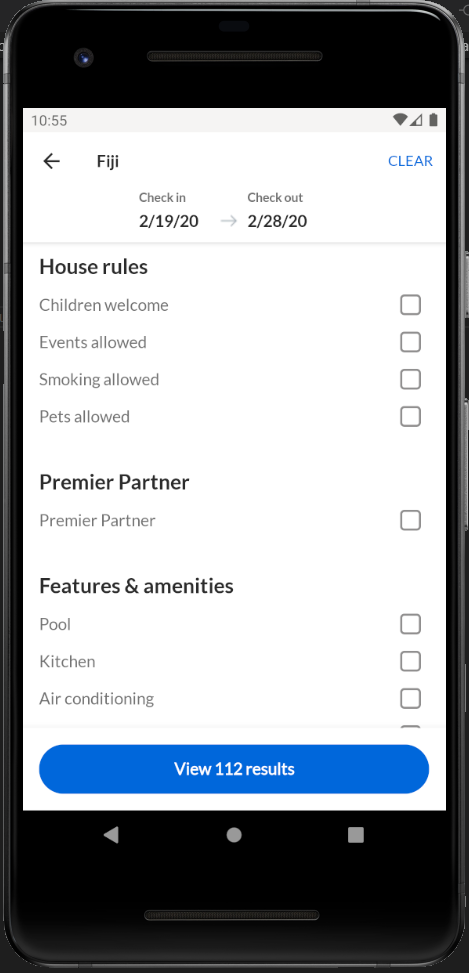 10:55
Fiji
CLEAR
Check in
Check out
2/19/20
2/28/20
House rules
Children welcome
Events allowed
Smoking allowed
Pets allowed
Premier Partner
Premier Partner
Features & amenities
Pool
Kitchen
Air conditioning
View 112 results